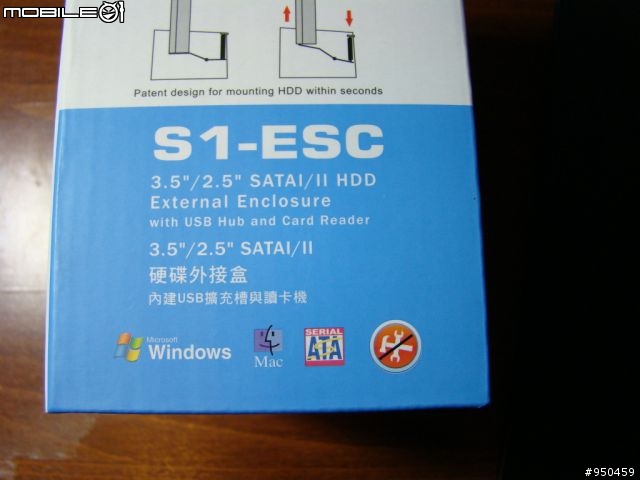 MOBILE01
Patent design for mounting HDD within seconds
S1-ESC
3.5"/2.5" SATAI/II HDD
External Enclosure
with USB Hub and Card Reader
3.5"/2.5" SATAI/II
硬碟外接盒
內建USB擴充槽與讀卡機
Microsoft
Windows
Mac
SERIAL
ATA
#950459